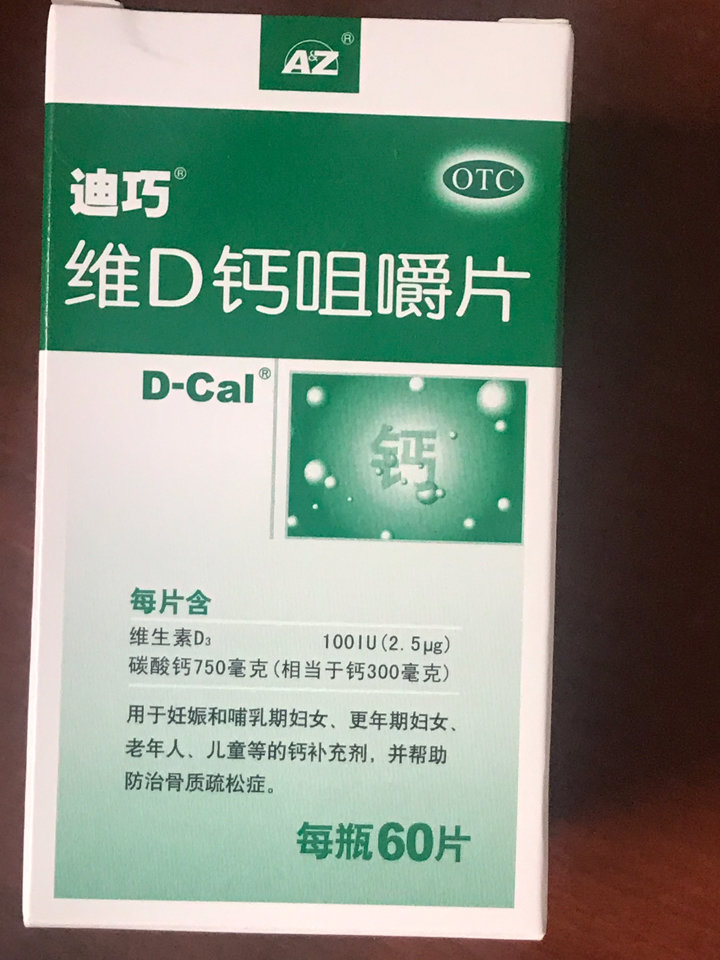 A&Z®
迪巧®
OTC
维D钙咀嚼片
D-Cal®
钙
每片含
维生素D₃ 100IU(2.5μg)
碳酸钙750毫克(相当于钙300毫克)
用于妊娠和哺乳期妇女、更年期妇女、
老年人、儿童等的钙补充剂，并帮助
防治骨质疏松症。
每瓶60片